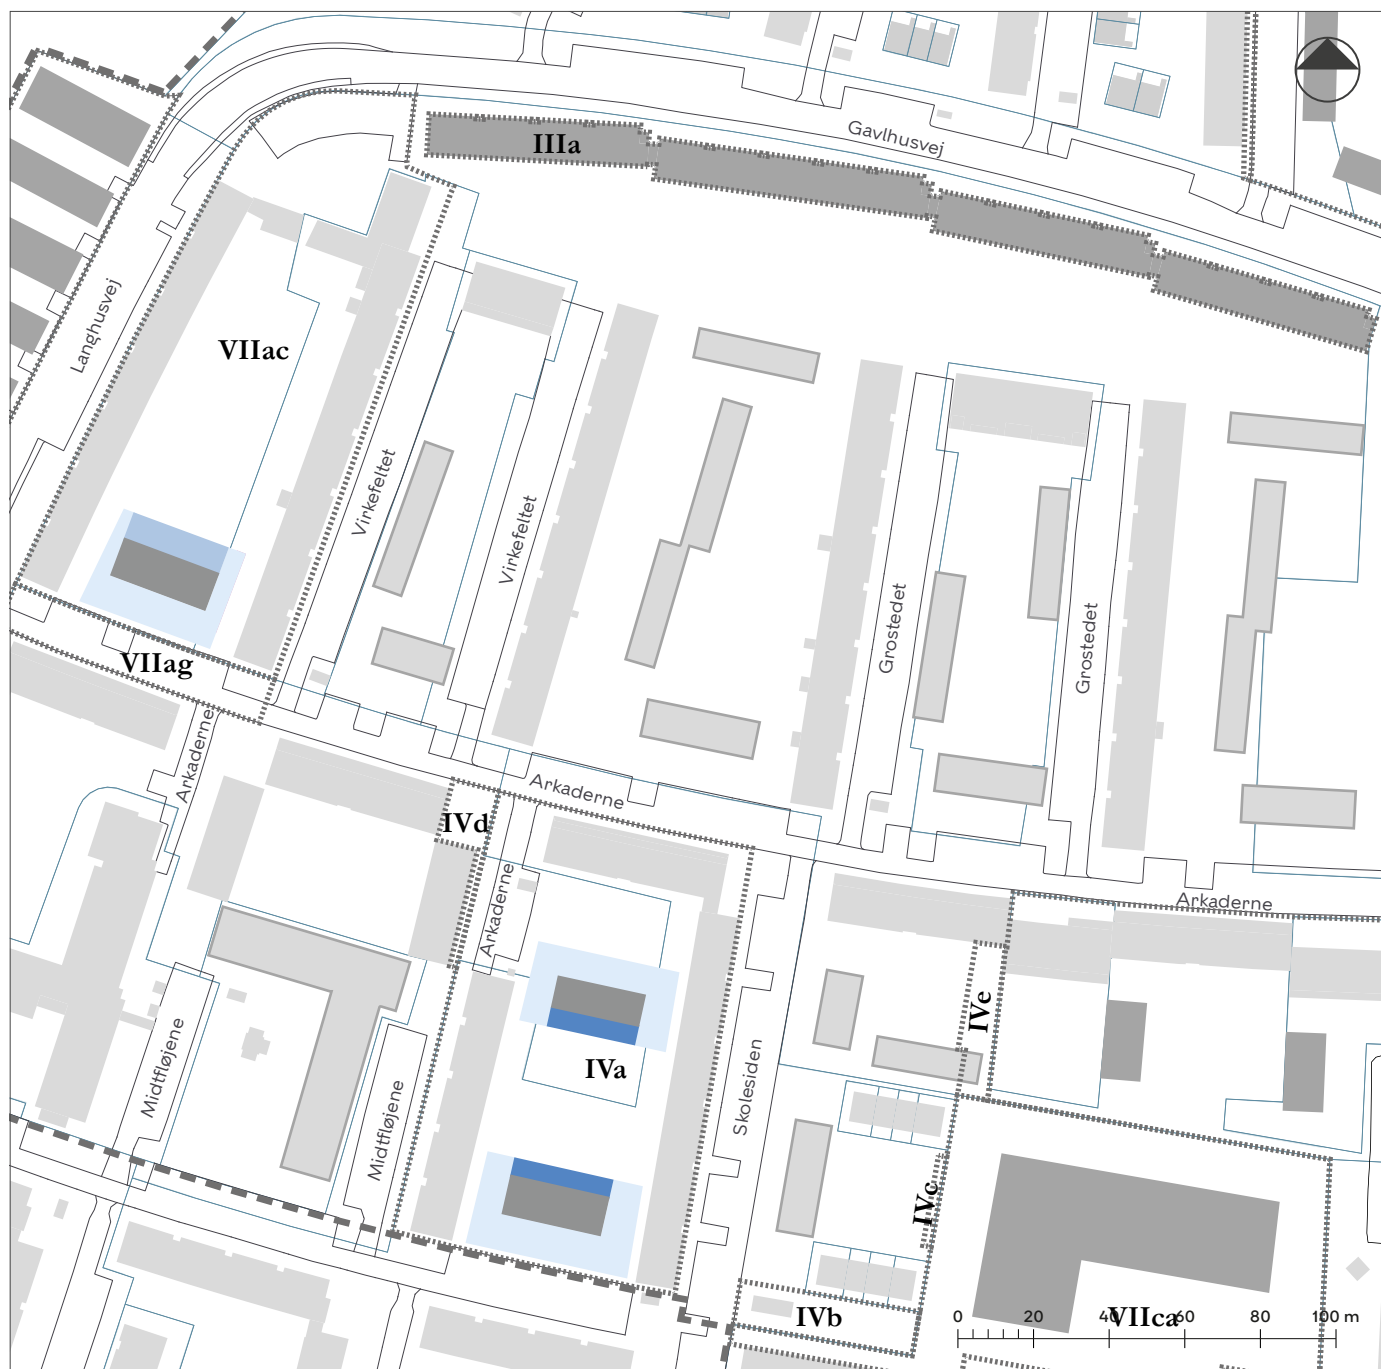 Gavlhusvej
IIIa
Langhusvej
VIIac
Virkefeltet
Virkefeltet
Grostedet
Grostedet
VIIag
Arkaderne
Arkaderne
IVd
Arkaderne
Arkaderne
IVe
IVa
Midtfløjene
Midtfløjene
Skolesiden
IVc
IVb
VIIca
0 20 40 60 80 100 m